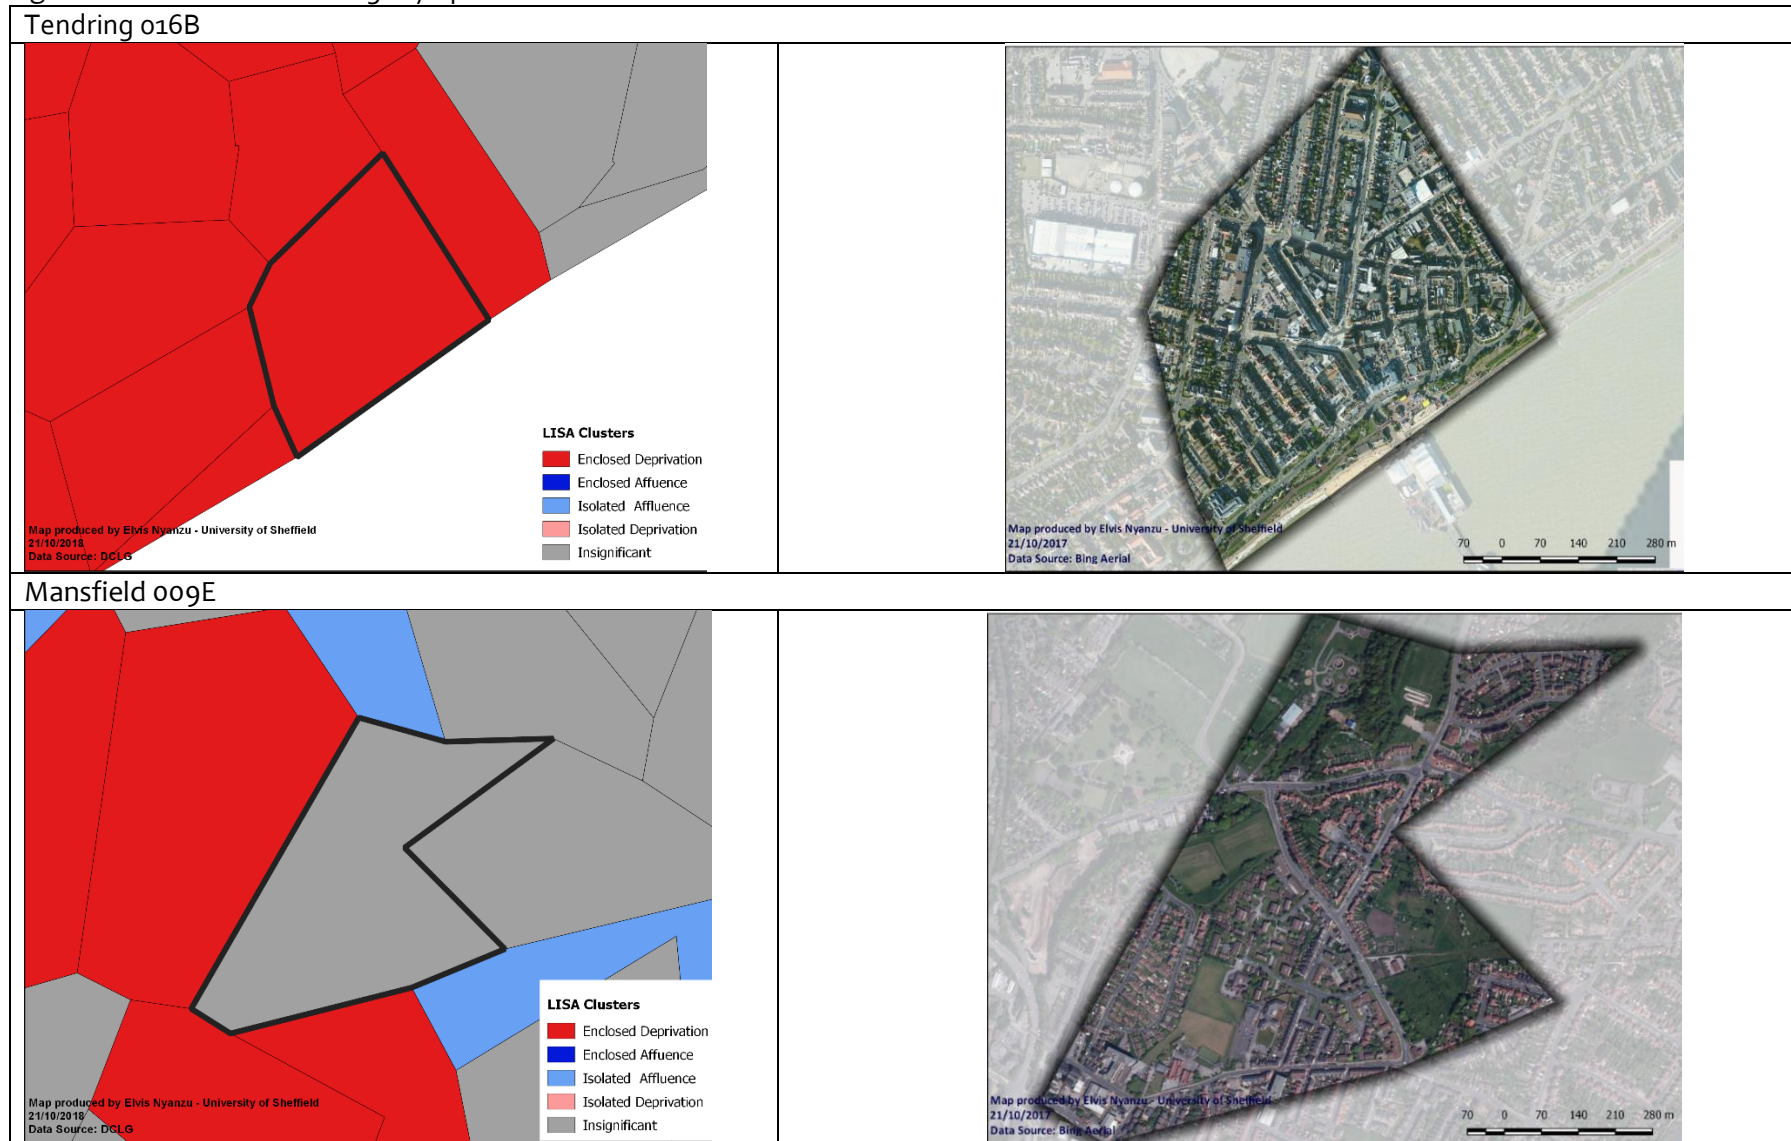 Tendring 016B
LISA Clusters
Enclosed Deprivation
Enclosed Affuence
Isolated Affluence
Isolated Deprivation
Insignificant
Map produced by Elvis Nyanzu - University of Sheffield
21/10/2018
Data Source: DCLG
Map produced by Elvis Nyanzu - University of Sheffield
21/10/2017
Data Source: Bing Aerial
70 0 70 140 210 280 m
Mansfield 009E
LISA Clusters
Enclosed Deprivation
Enclosed Affuence
Isolated Affluence
Isolated Deprivation
Insignificant
Map produced by Elvis Nyanzu - University of Sheffield
21/10/2018
Data Source: DCLG
Map produced by Elvis Nyanzu - University of Sheffield
21/10/2017
Data Source: Bing Aerial
70 0 70 140 210 280 m